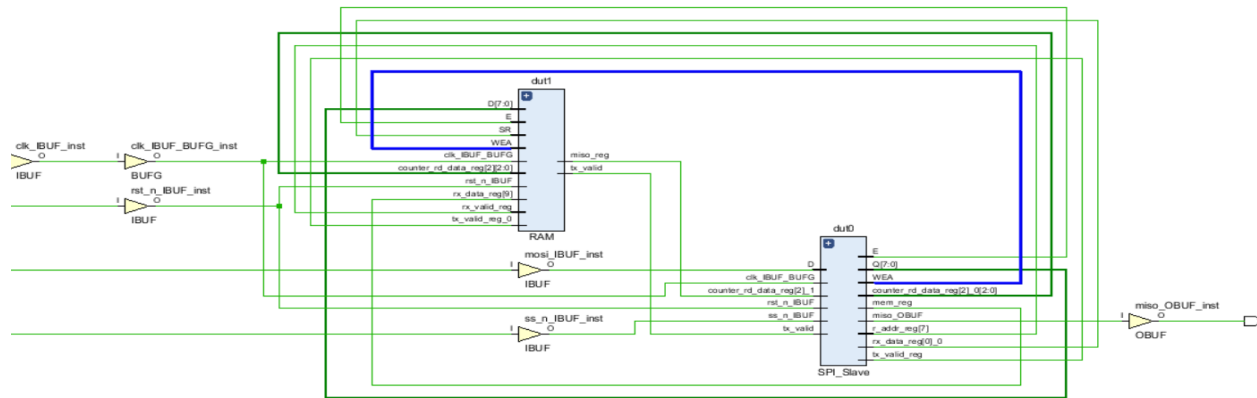 dut1
D[7:0]
E
SR
WEA
clk_IBUF_inst
clk_IBUF_BUFG_inst
I
O
O
IBUF
BUFG
clk_IBUF_BUFG
miso_reg
counter_rd_data_reg[2][2:0]
tx_valid
rst_n_IBUF_inst
rst_n_IBUF
I
O
IBUF
rx_data_reg[9]
rx_valid_reg
tx_valid_reg_0
RAM
dut0
mosi_IBUF_inst
I
O
IBUF
D
E
clk_IBUF_BUFG
Q[7:0]
counter_rd_data_reg[2]_1
WEA
rst_n_IBUF
counter_rd_data_reg[2]_0[2:0]
ss_n_IBUF
mem_reg
tx_valid
miso_OBUF
r_addr_reg[7]
rx_data_reg[0]_0
tx_valid_reg
SPI_Slave
ss_n_IBUF_inst
I
O
IBUF
miso_OBUF_inst
I
O
OBUF